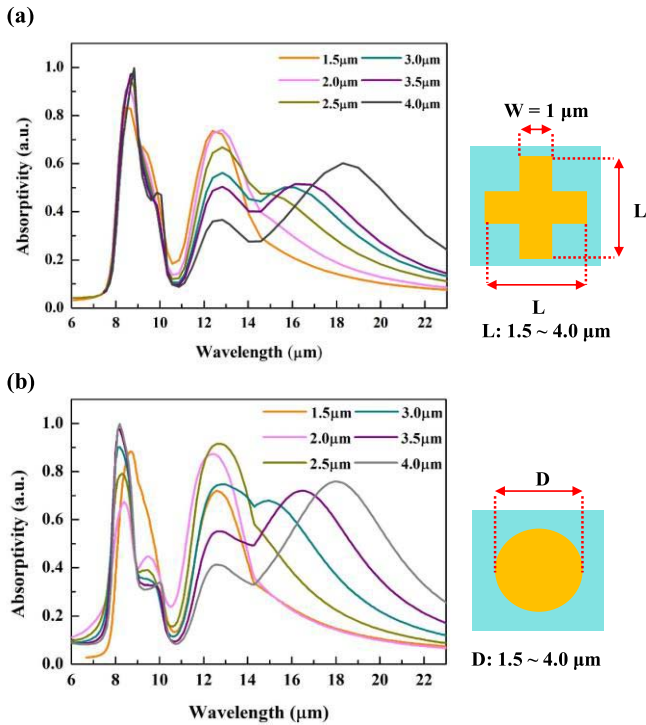 (a)
1.5μm 3.0μm
2.0μm 3.5μm
2.5μm 4.0μm
Absorptivity (a.u.)
1.0
0.8
0.6
0.4
0.2
0.0
6 8 10 12 14 16 18 20 22
Wavelength (μm)
W = 1 μm
L
L
L: 1.5 ~ 4.0 μm
(b)
1.5μm 3.0μm
2.0μm 3.5μm
2.5μm 4.0μm
Absorptivity (a.u.)
1.0
0.8
0.6
0.4
0.2
0.0
6 7 8 9 10 11 12 14 16 18 20 22
Wavelength (μm)
D
D: 1.5 ~ 4.0 μm